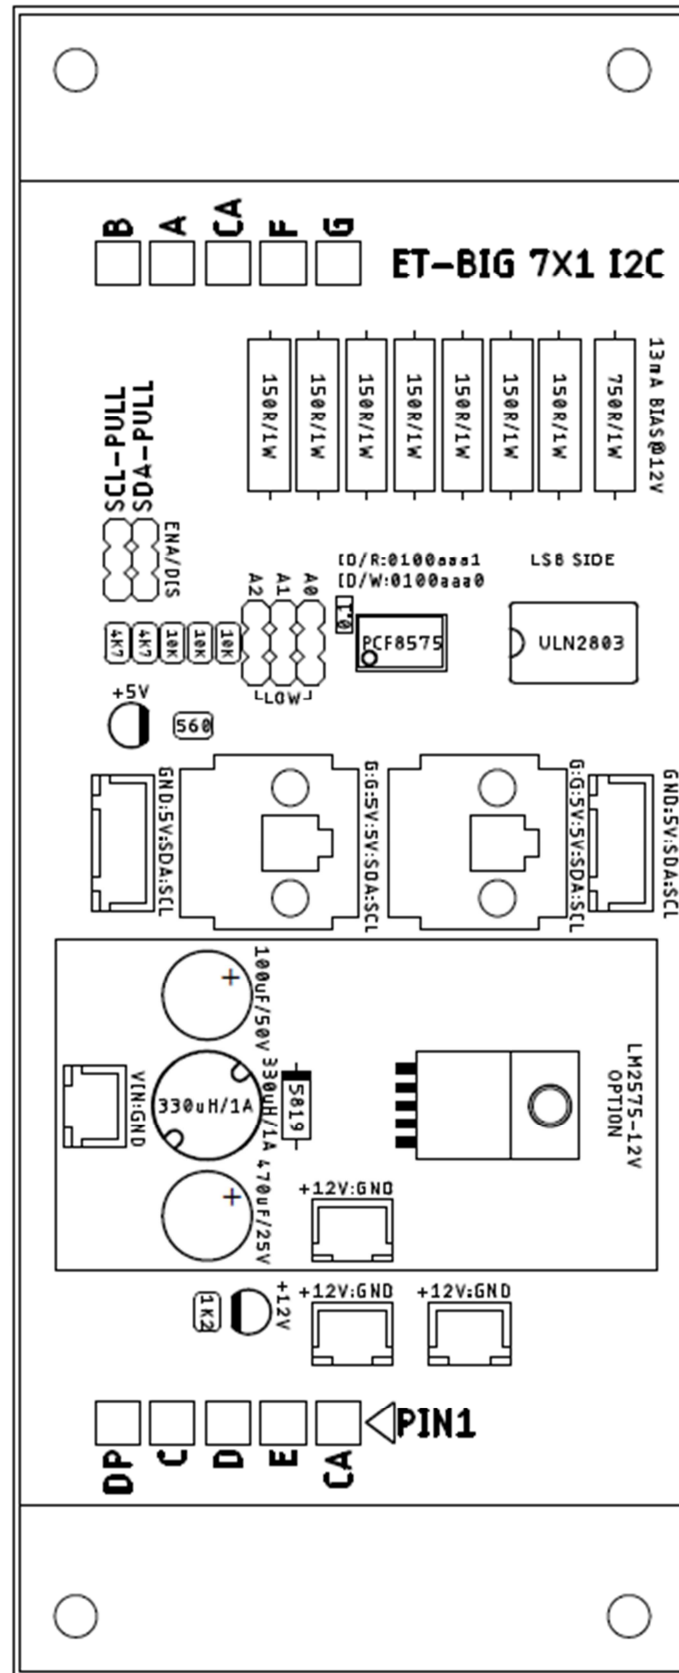 B
A
CA
F
G
ET-BIG 7X1 I2C
150R/1W
150R/1W
150R/1W
150R/1W
150R/1W
150R/1W
150R/1W
750R/1W
13mA BIAS@12V
SCL-PULL
SDA-PULL
ENA/DIS
ID/R:0100aaa1
ID/W:0100aaa0
LSB SIDE
A2
A1
A0
4K7
4K7
10K
10K
10K
PCF8575
ULN2803
LOW
+5V
560
GND:5V:SDA:SCL
G:G:5V:5V:SDA:SCL
G:G:5V:5V:SDA:SCL
GND:5V:SDA:SCL
+
100uF/50V
VIN:GND
330uH/1A
330uH/1A
5819
LM2575-12V
OPTION
+
470uF/25V
+12V:GND
1K2
+12V
+12V:GND
+12V:GND
PIN1
DP
C
D
E
CA